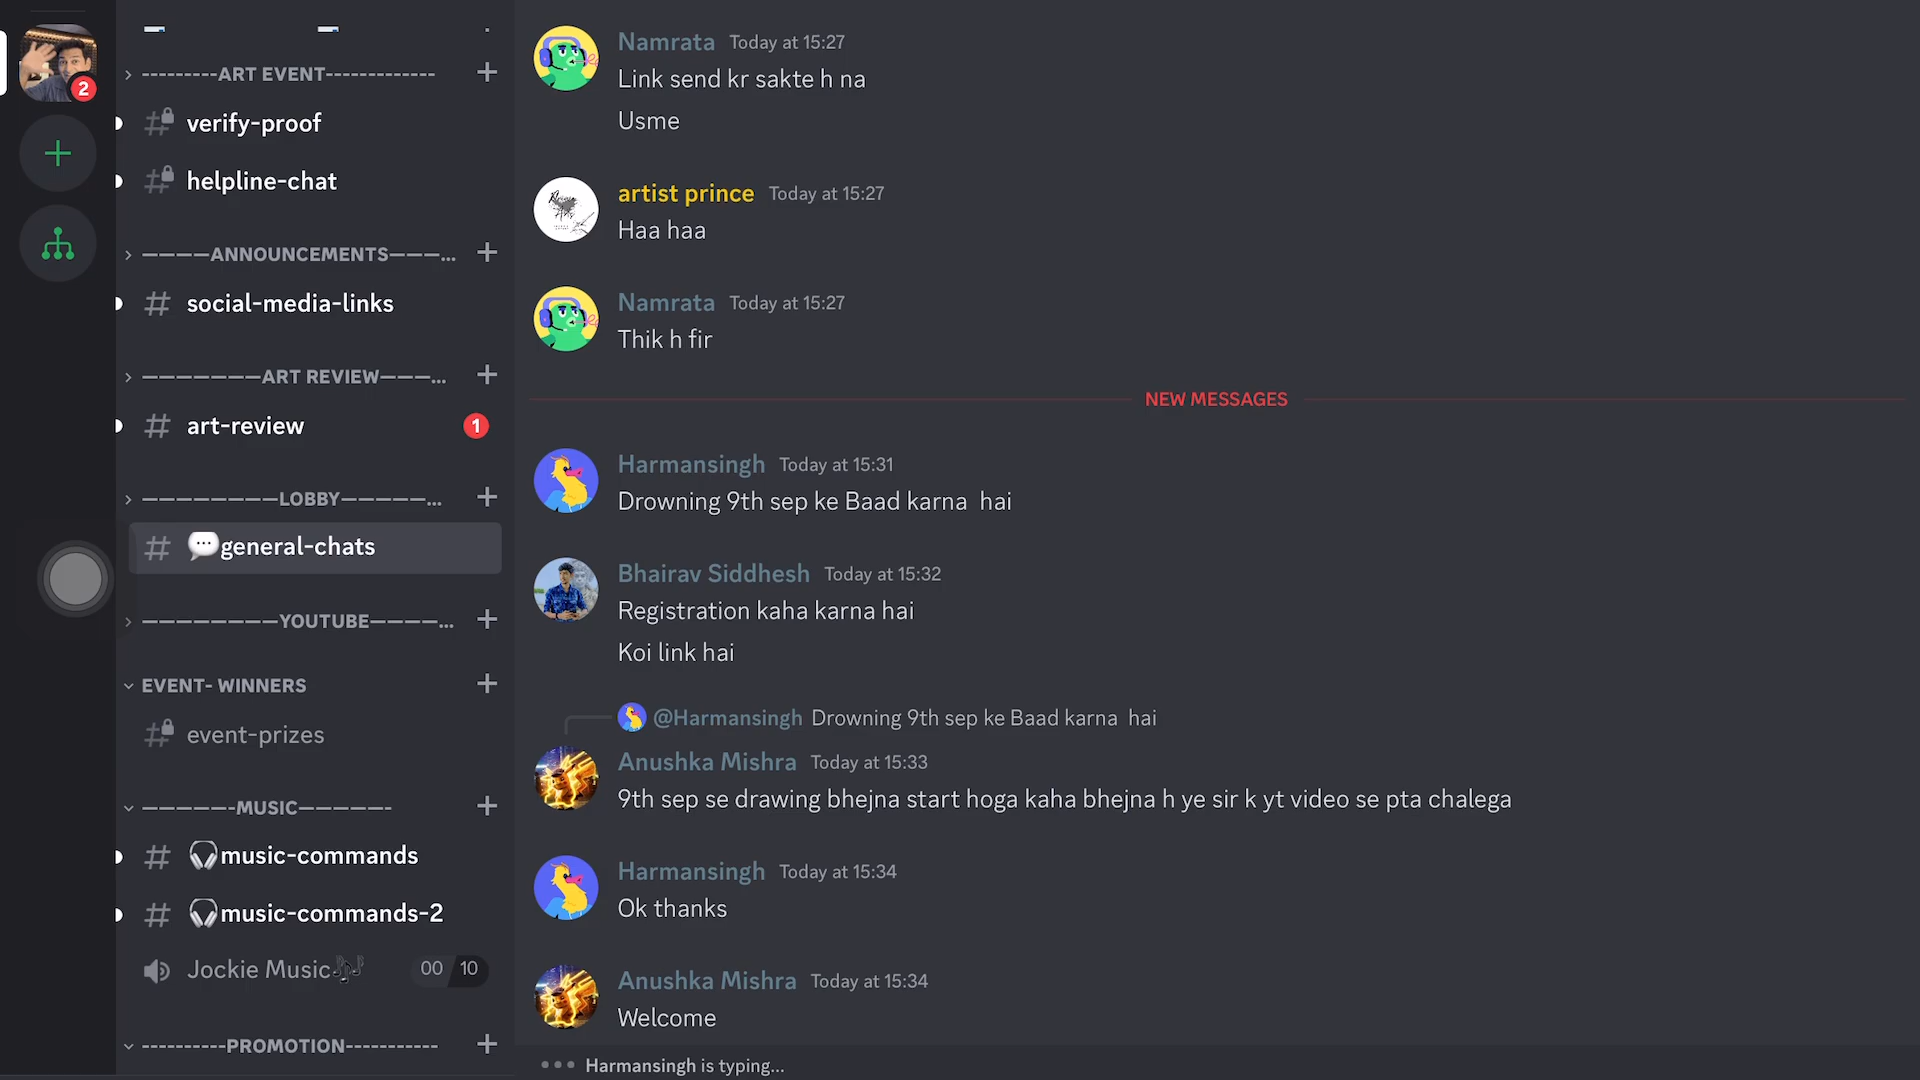 2
---------ART EVENT-------------
verify-proof
helpline-chat
————ANNOUNCEMENTS———...
social-media-links
———————ART REVIEW———...
art-review
1
————————LOBBY—————...
💬general-chats
————————YOUTUBE————...
EVENT- WINNERS
event-prizes
——————-MUSIC——————-
🎧music-commands
🎧music-commands-2
Jockie Music🎶
00 10
----------PROMOTION-----------
Namrata Today at 15:27
Link send kr sakte h na
Usme
artist prince Today at 15:27
Haa haa
Namrata Today at 15:27
Thik h fir
NEW MESSAGES
Harmansingh Today at 15:31
Drowning 9th sep ke Baad karna  hai
Bhairav Siddhesh Today at 15:32
Registration kaha karna hai
Koi link hai
@Harmansingh Drowning 9th sep ke Baad karna  hai
Anushka Mishra Today at 15:33
9th sep se drawing bhejna start hoga kaha bhejna h ye sir k yt video se pta chalega
Harmansingh Today at 15:34
Ok thanks
Anushka Mishra Today at 15:34
Welcome
Harmansingh is typing...